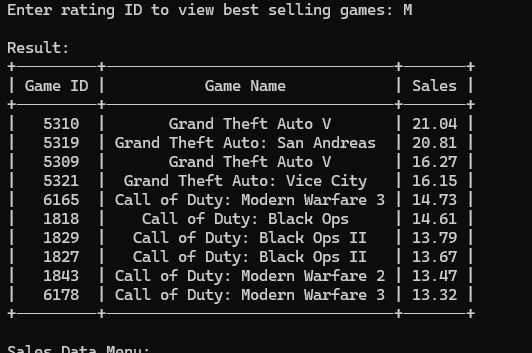 Enter rating ID to view best selling games: M
Result:
| Game ID | Game Name | Sales |
| 5310 | Grand Theft Auto V | 21.04 |
| 5319 | Grand Theft Auto: San Andreas | 20.81 |
| 5309 | Grand Theft Auto V | 16.27 |
| 5321 | Grand Theft Auto: Vice City | 16.15 |
| 6165 | Call of Duty: Modern Warfare 3 | 14.73 |
| 1818 | Call of Duty: Black Ops | 14.61 |
| 1829 | Call of Duty: Black Ops II | 13.79 |
| 1827 | Call of Duty: Black Ops II | 13.67 |
| 1843 | Call of Duty: Modern Warfare 2 | 13.47 |
| 6178 | Call of Duty: Modern Warfare 3 | 13.32 |
Sales Data Menu: